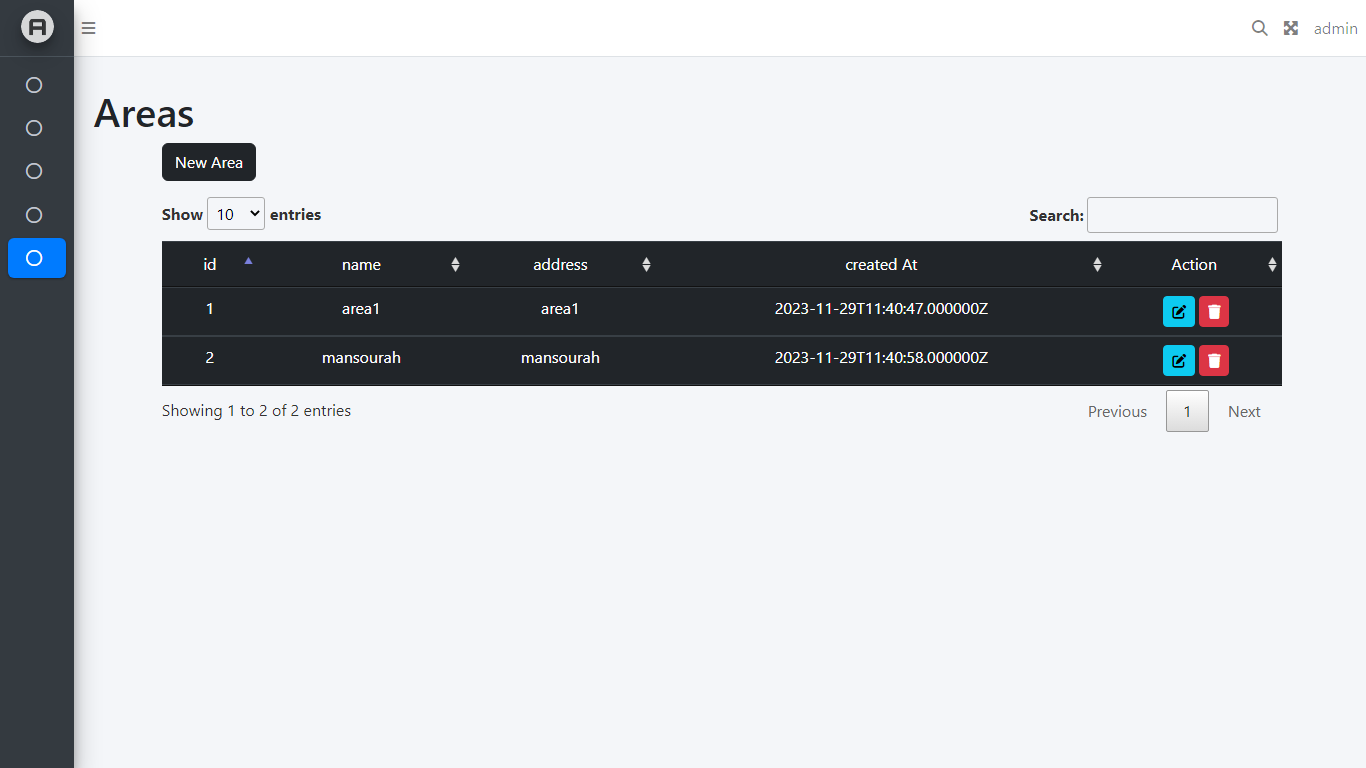 admin
Areas
New Area
Show 10 entries
Search:
id name address created At Action
1 area1 area1 2023-11-29T11:40:47.000000Z
2 mansourah mansourah 2023-11-29T11:40:58.000000Z
Showing 1 to 2 of 2 entries
Previous 1 Next